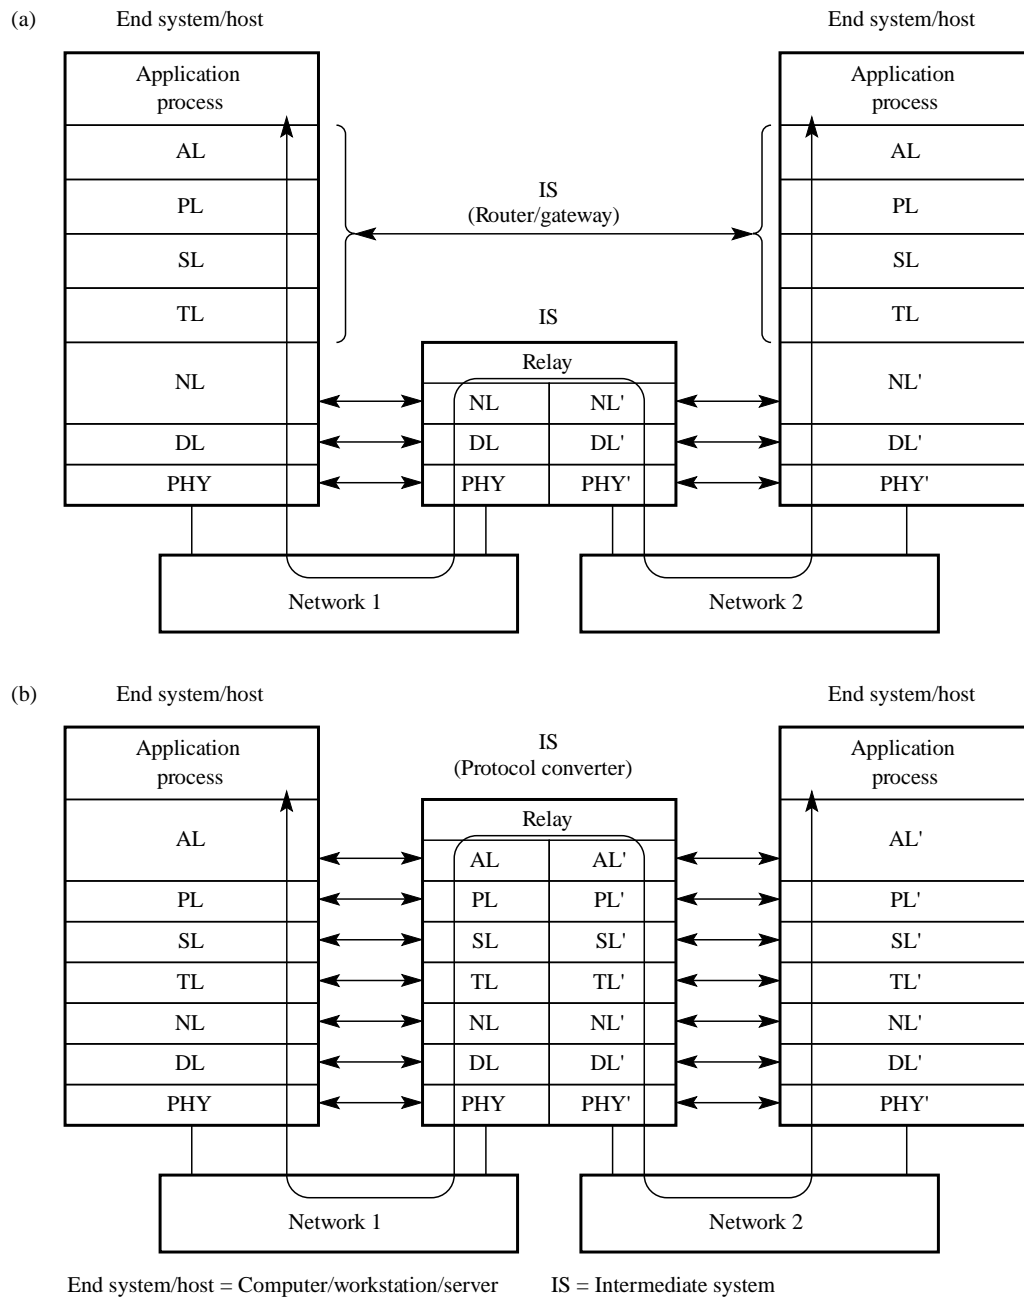 (a)
End system/host
End system/host
Application
process
AL
PL
SL
TL
NL
DL
PHY
IS
(Router/gateway)
IS
Relay
NL NL'
DL DL'
PHY PHY'
Application
process
AL
PL
SL
TL
NL'
DL'
PHY'
Network 1
Network 2
(b)
End system/host
End system/host
Application
process
AL
PL
SL
TL
NL
DL
PHY
IS
(Protocol converter)
Relay
AL AL'
PL PL'
SL SL'
TL TL'
NL NL'
DL DL'
PHY PHY'
Application
process
AL'
PL'
SL'
TL'
NL'
DL'
PHY'
Network 1
Network 2
End system/host = Computer/workstation/server IS = Intermediate system